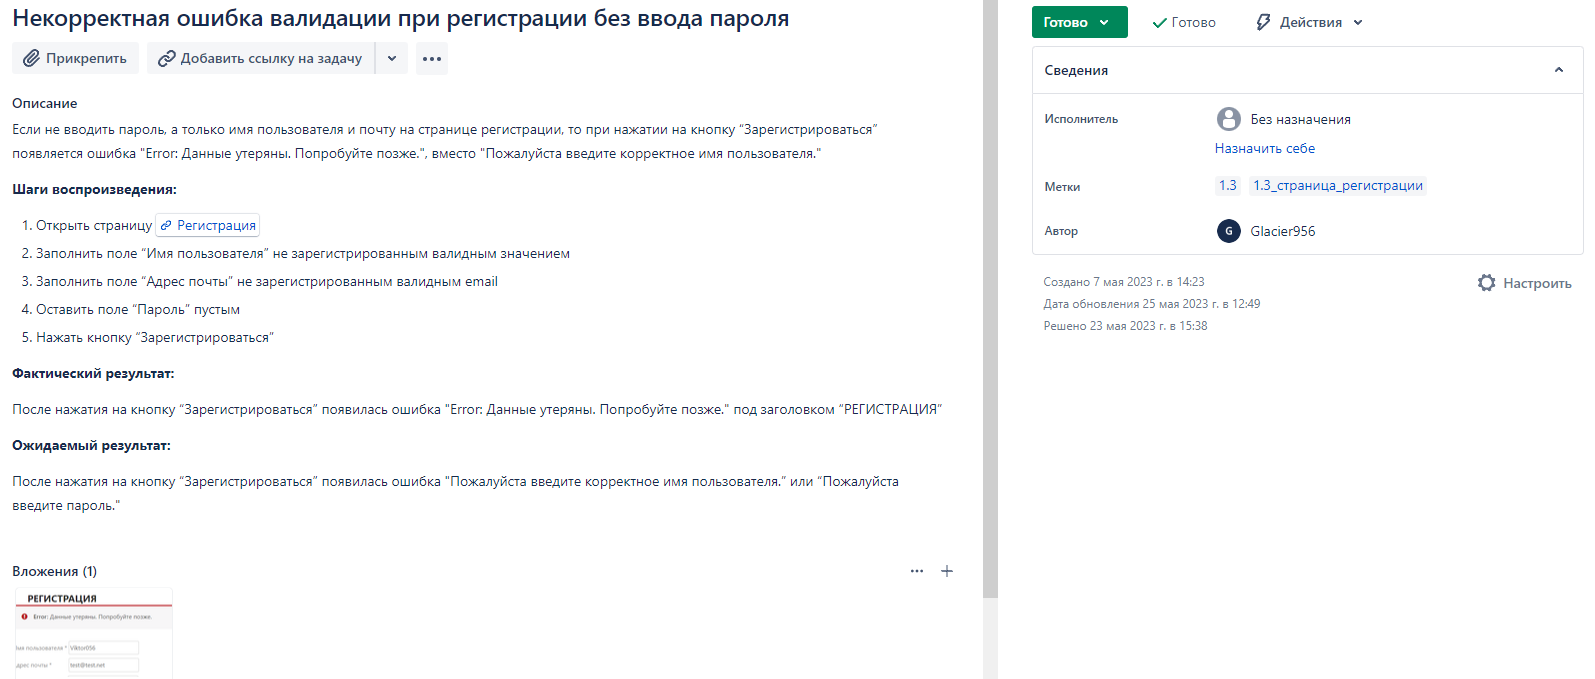 Некорректная ошибка валидации при регистрации без ввода пароля
Прикрепить
Добавить ссылку на задачу
Описание
Если не вводить пароль, а только имя пользователя и почту на странице регистрации, то при нажатии на кнопку “Зарегистрироваться”
появляется ошибка "Error: Данные утеряны. Попробуйте позже.", вместо "Пожалуйста введите корректное имя пользователя."
Шаги воспроизведения:
1. Открыть страницу Регистрация
2. Заполнить поле “Имя пользователя” не зарегистрированным валидным значением
3. Заполнить поле “Адрес почты” не зарегистрированным валидным email
4. Оставить поле “Пароль” пустым
5. Нажать кнопку “Зарегистрироваться”
Фактический результат:
После нажатия на кнопку “Зарегистрироваться” появилась ошибка "Error: Данные утеряны. Попробуйте позже." под заголовком “РЕГИСТРАЦИЯ”
Ожидаемый результат:
После нажатия на кнопку “Зарегистрироваться” появилась ошибка "Пожалуйста введите корректное имя пользователя.” или “Пожалуйста
введите пароль."
Вложения (1)
РЕГИСТРАЦИЯ
Error: Данные утеряны. Попробуйте позже.
Имя пользователя * Viktor056
Адрес почты * test@test.net
Готово
Готово
Действия
Сведения
Исполнитель
Без назначения
Назначить себе
Метки
1.3 1.3_страница_регистрации
Автор
G Glacier956
Создано 7 мая 2023 г. в 14:23
Дата обновления 25 мая 2023 г. в 12:49
Решено 23 мая 2023 г. в 15:38
Настроить